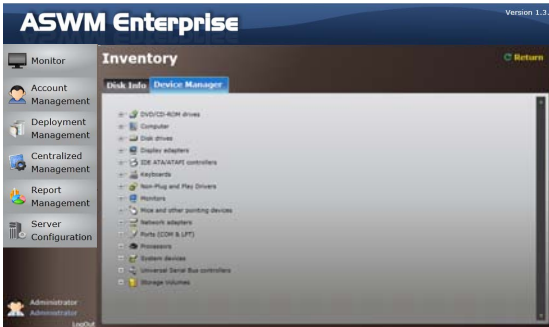 ASWM Enterprise
Version 1.3.
Monitor
Account
Management
Deployment
Management
Centralized
Management
Report
Management
Server
Configuration
Administrator
Administrator
LogOut
Inventory
Return
Disk Info
Device Manager
DVD/CD-ROM drives
Computer
Disk drives
Display adapters
IDE ATA/ATAPI controllers
Keyboards
Non-Plug and Play Drivers
Monitors
Mice and other pointing devices
Network adapters
Ports (COM & LPT)
Processors
System devices
Universal Serial Bus controllers
Storage Volumes